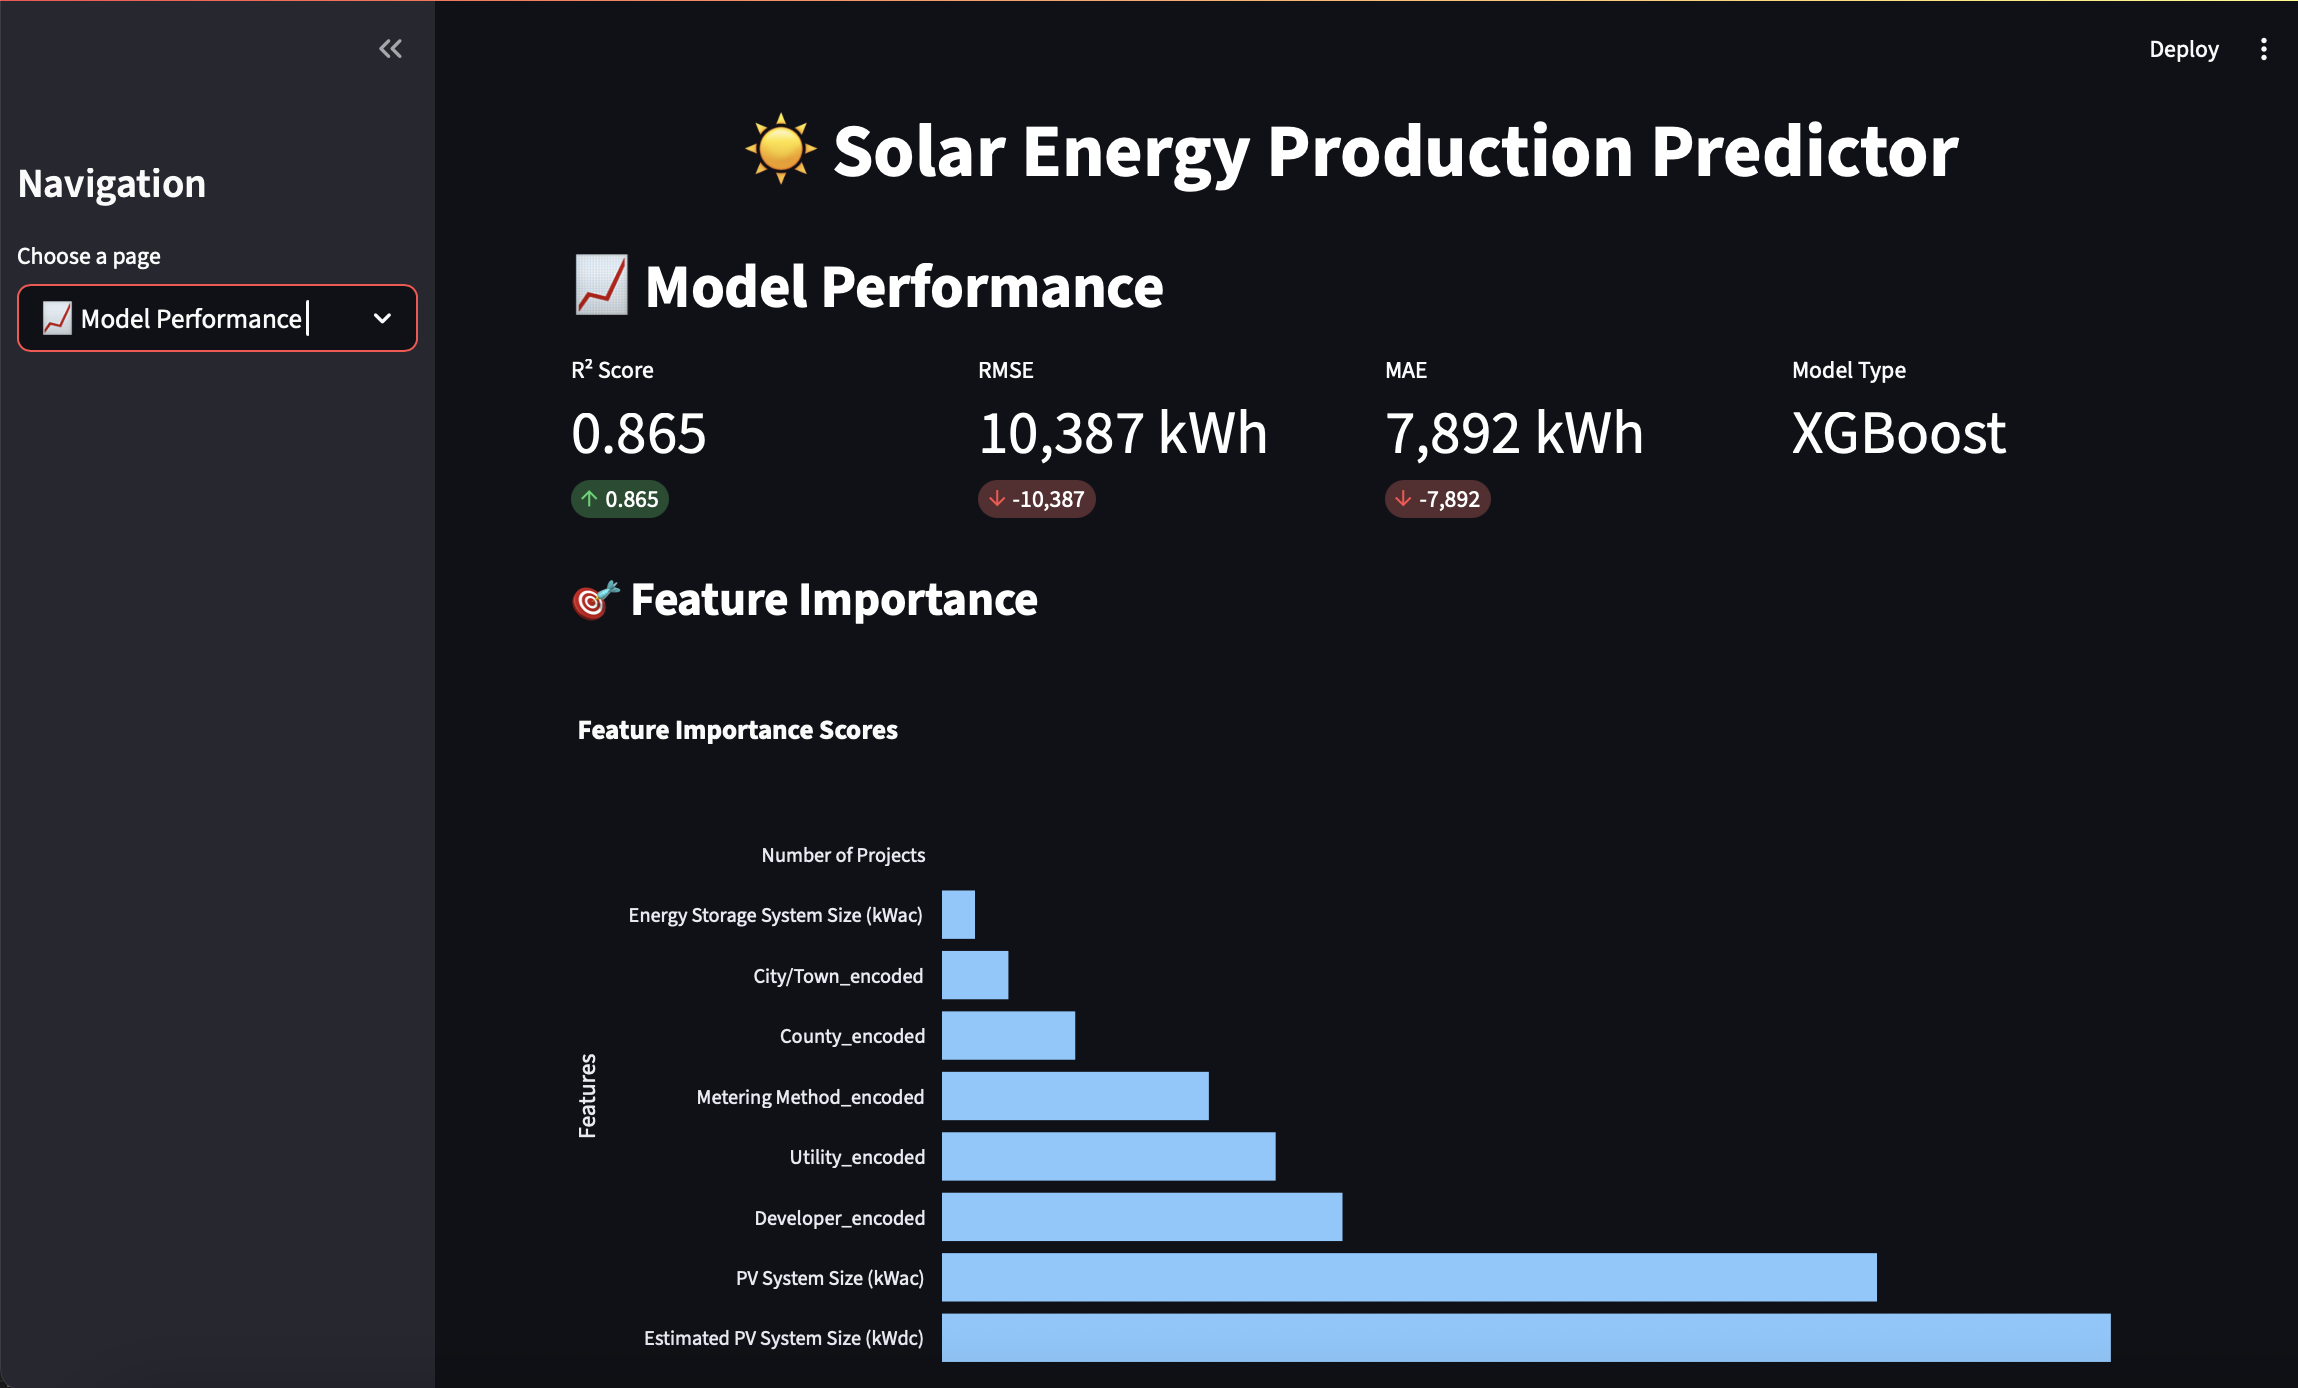 Deploy
Navigation
Choose a page
Model Performance
Solar Energy Production Predictor
Model Performance
R² Score
0.865
0.865
RMSE
10,387 kWh
-10,387
MAE
7,892 kWh
-7,892
Model Type
XGBoost
Feature Importance
Feature Importance Scores
Features
Number of Projects
Energy Storage System Size (kWac)
City/Town_encoded
County_encoded
Metering Method_encoded
Utility_encoded
Developer_encoded
PV System Size (kWac)
Estimated PV System Size (kWdc)